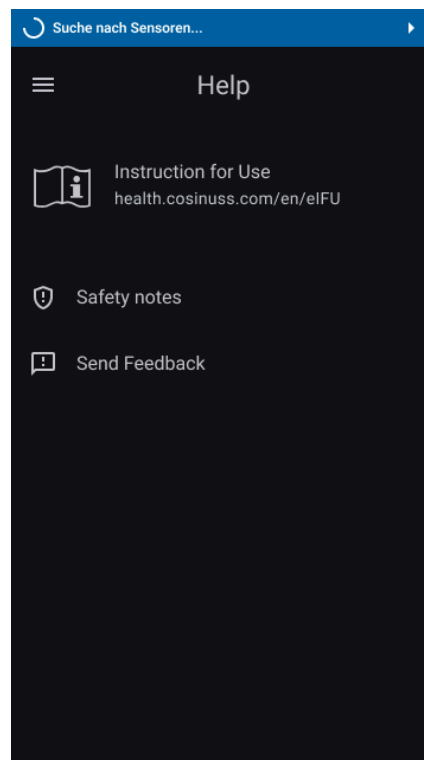 Suche nach Sensoren...
Help
Instruction for Use
health.cosinuss.com/en/eIFU
Safety notes
Send Feedback